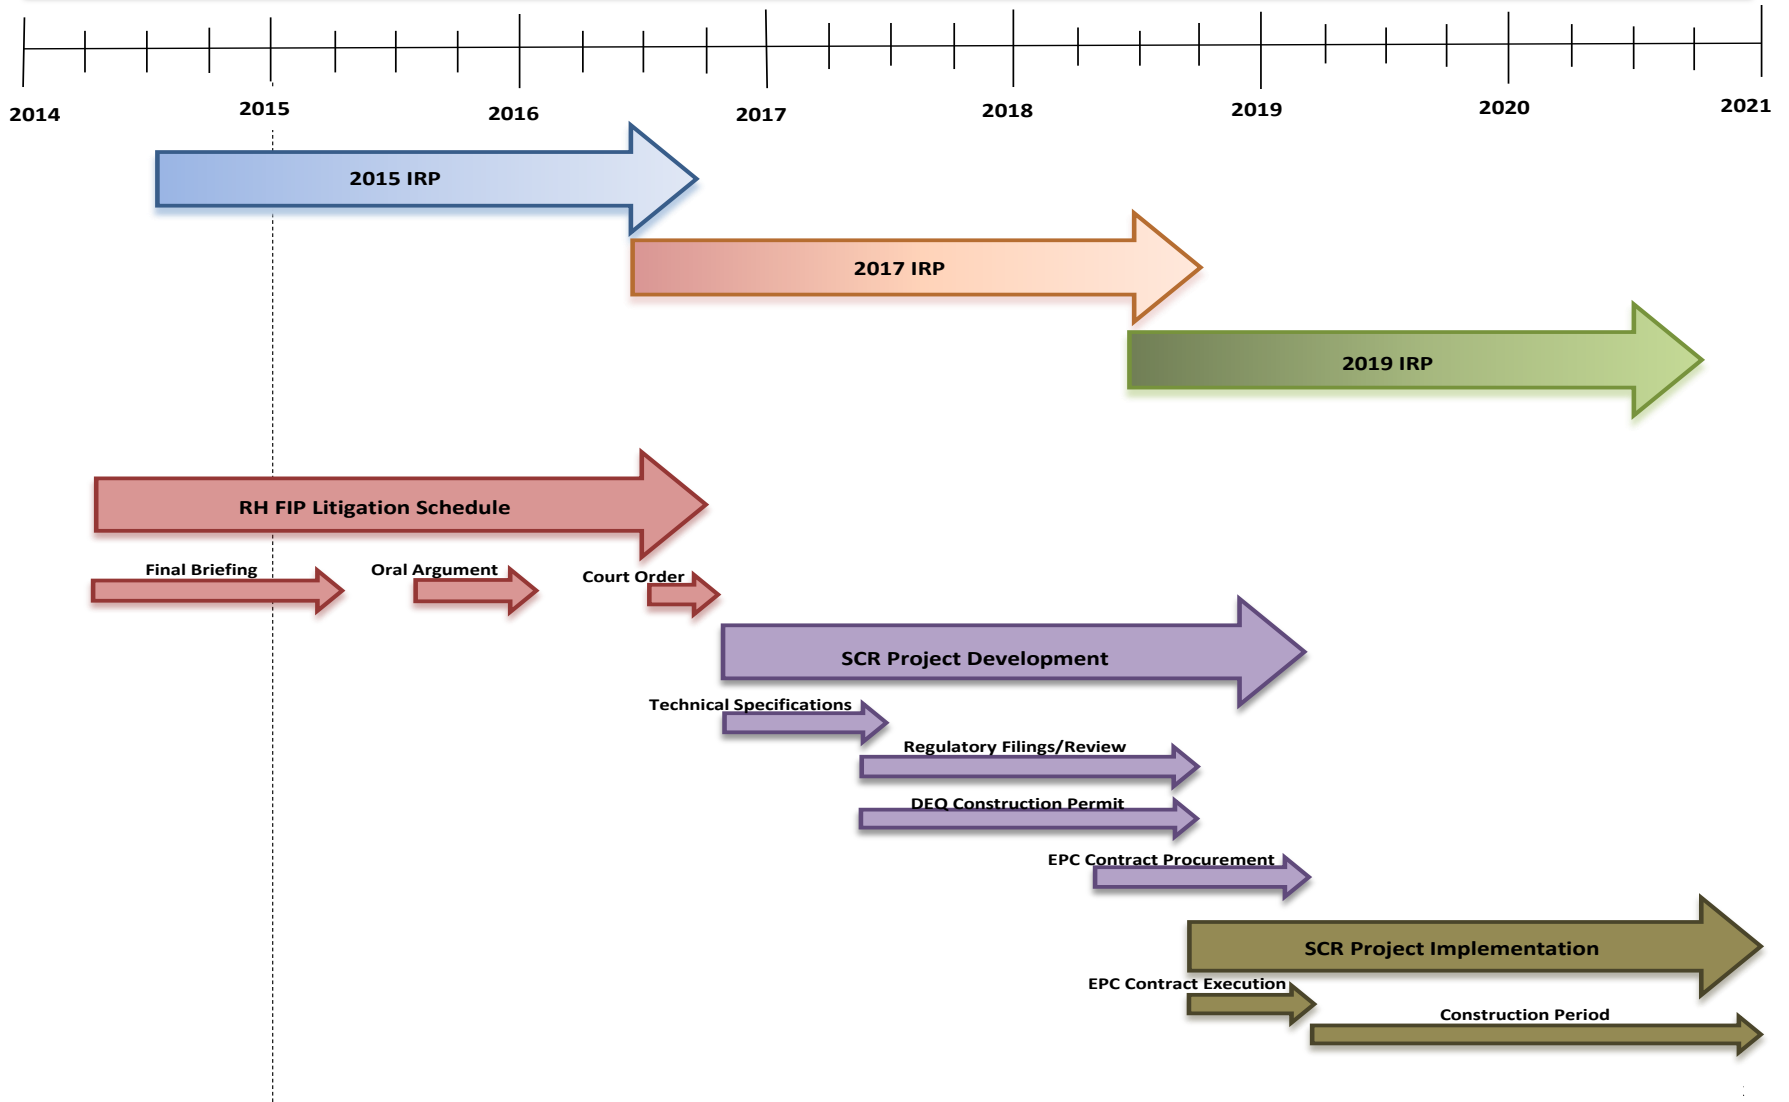 2014
2015
2016
2017
2018
2019
2020
2021
2015 IRP
2017 IRP
2019 IRP
RH FIP Litigation Schedule
Final Briefing
Oral Argument
Court Order
SCR Project Development
Technical Specifications
Regulatory Filings/Review
DEQ Construction Permit
EPC Contract Procurement
SCR Project Implementation
EPC Contract Execution
Construction Period